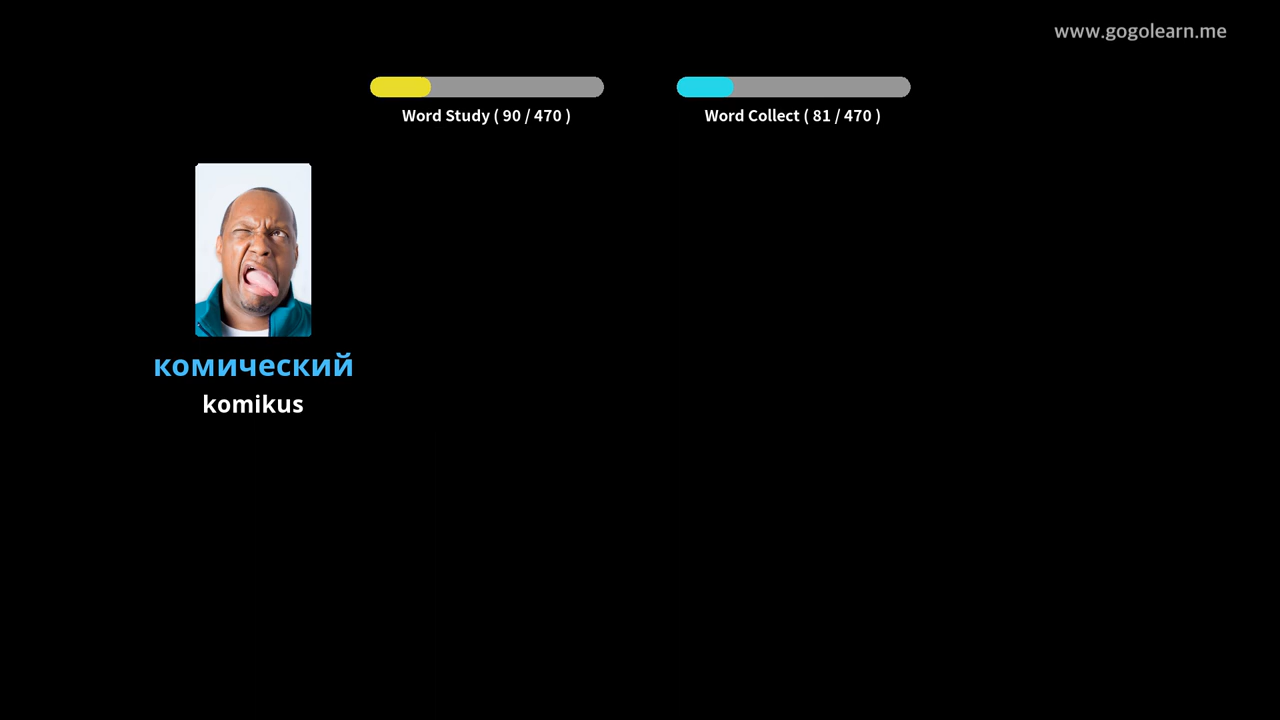 www.gogolearn.me
Word Study ( 90 / 470 )
Word Collect ( 81 / 470 )
комический
komikus